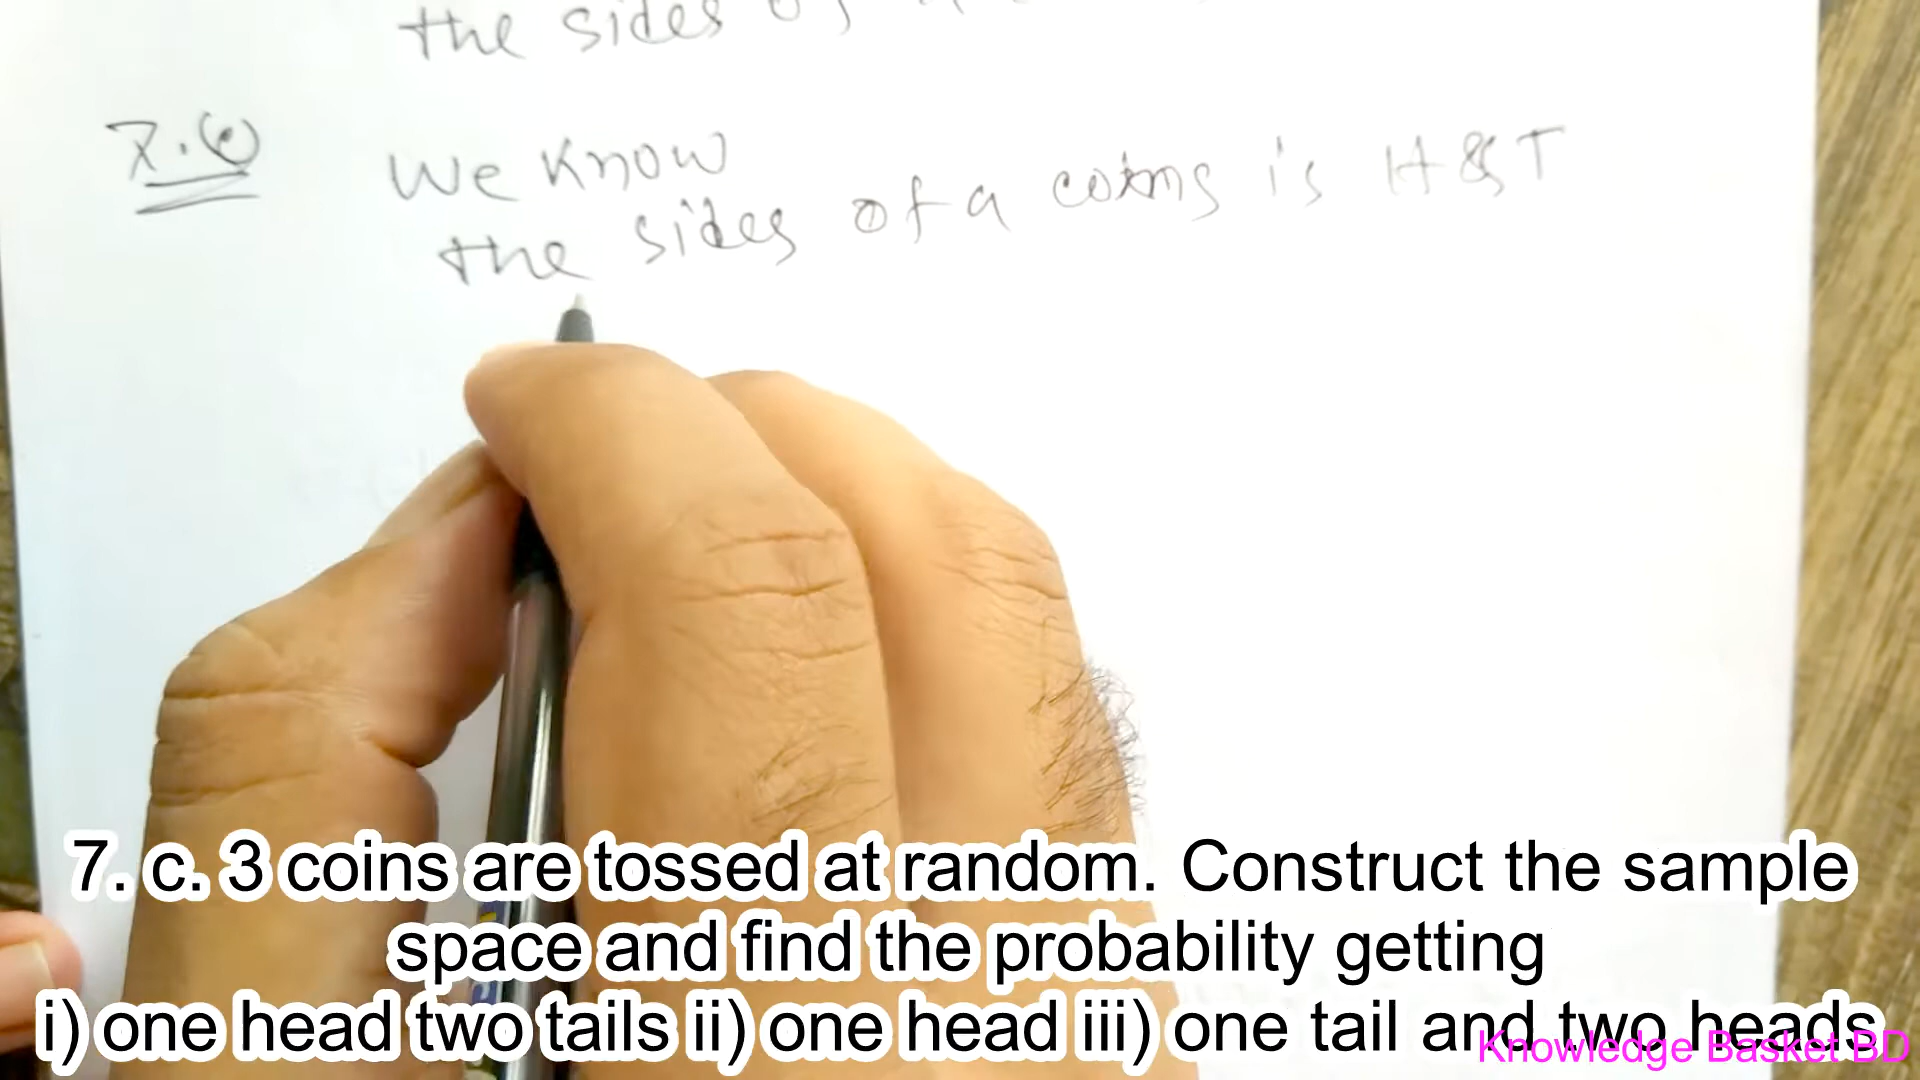 the sides of
7.(c)
We know
the sides of a coins is H & T
7. c. 3 coins are tossed at random. Construct the sample
space and find the probability getting
i) one head two tails ii) one head iii) one tail and two heads
Knowledge Basket BD